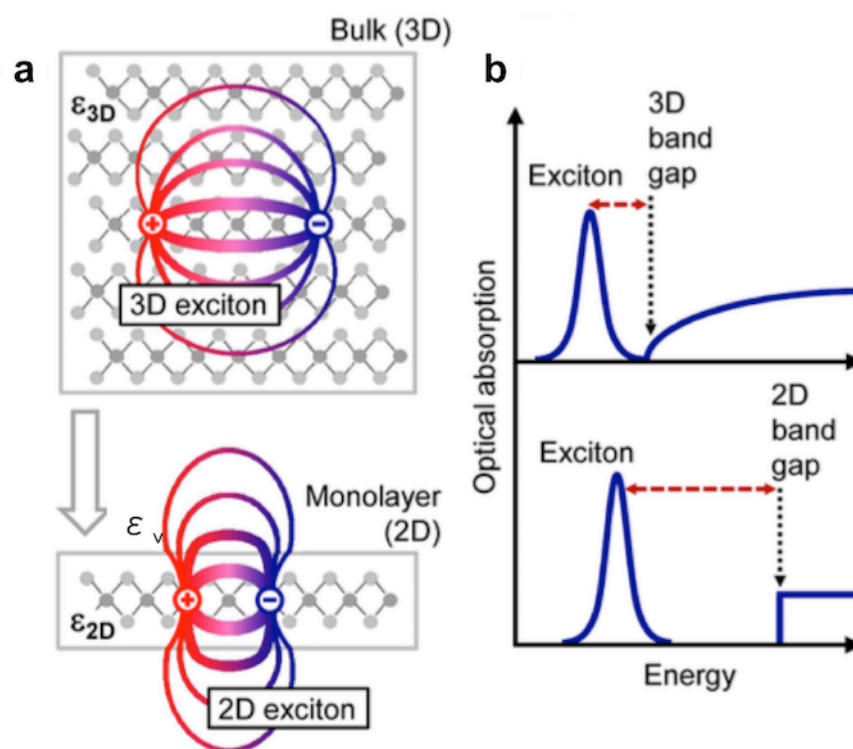 a
Bulk (3D)
ε3D
+
−
3D exciton
Monolayer
(2D)
εv
ε2D
+
−
2D exciton
b
3D
band
gap
Exciton
Optical absorption
2D
band
gap
Exciton
Energy